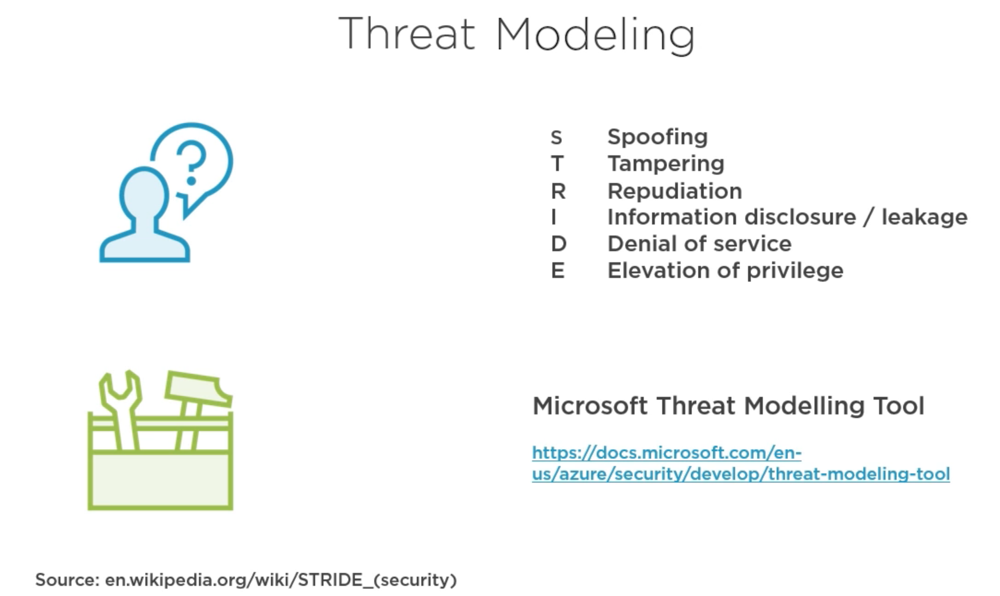 Threat Modeling
?
S Spoofing
T Tampering
R Repudiation
I Information disclosure / leakage
D Denial of service
E Elevation of privilege
Microsoft Threat Modelling Tool
https://docs.microsoft.com/en-
us/azure/security/develop/threat-modeling-tool
Source: en.wikipedia.org/wiki/STRIDE_(security)